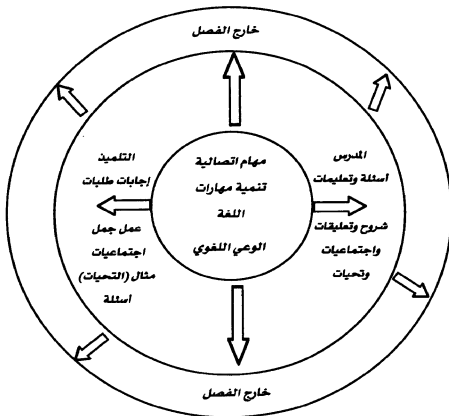 خارج الفصل
مهام اتصالية
تنمية مهارات
اللغة
الوعي اللغوي
المدرس
أسئلة وتعليمات
شروح وتعليقات
واجتماعيات
وتحيات
التلميذ
إجابات طلبات
عمل جمل
اجتماعيات
مثال (التحيات)
أسئلة
خارج الفصل